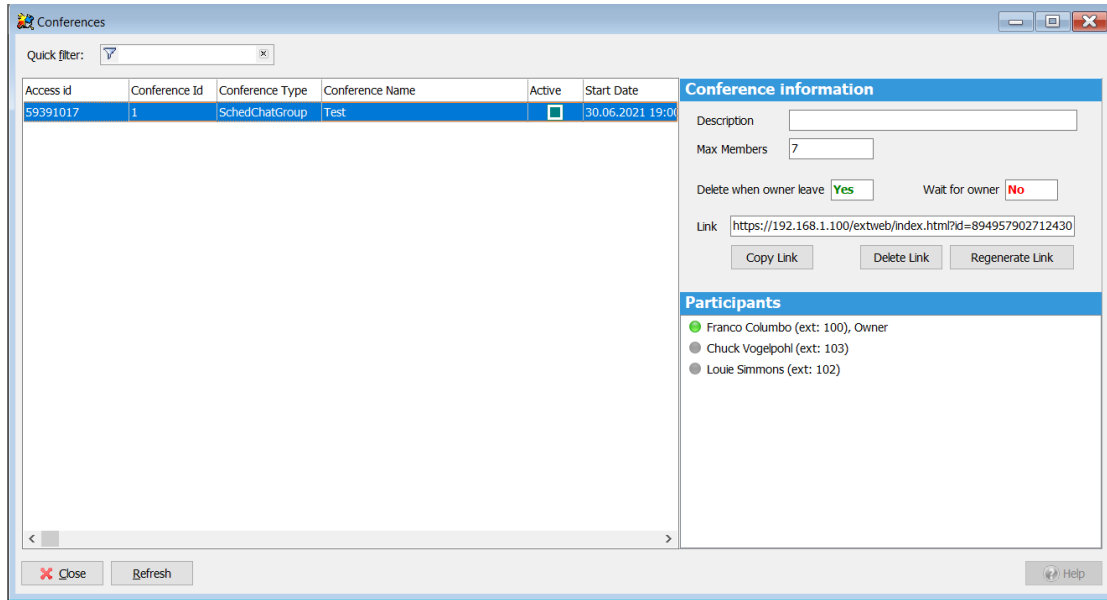 Conferences
Quick filter:
Access id Conference Id Conference Type Conference Name Active Start Date
59391017 1 SchedChatGroup Test 30.06.2021 19:00
Conference information
Description
Max Members 7
Delete when owner leave Yes Wait for owner No
Link https://192.168.1.100/extweb/index.html?id=894957902712430
Copy Link Delete Link Regenerate Link
Participants
Franco Columbo (ext: 100), Owner
Chuck Vogelpohl (ext: 103)
Louie Simmons (ext: 102)
Close Refresh Help